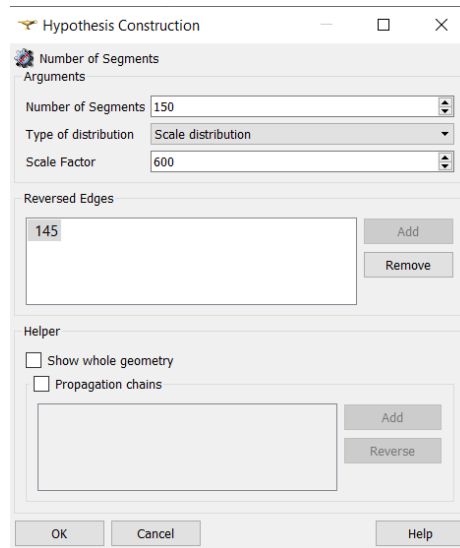 Hypothesis Construction
Number of Segments
Arguments
Number of Segments 150
Type of distribution Scale distribution
Scale Factor 600
Reversed Edges
145
Add
Remove
Helper
Show whole geometry
Propagation chains
Add
Reverse
OK Cancel Help